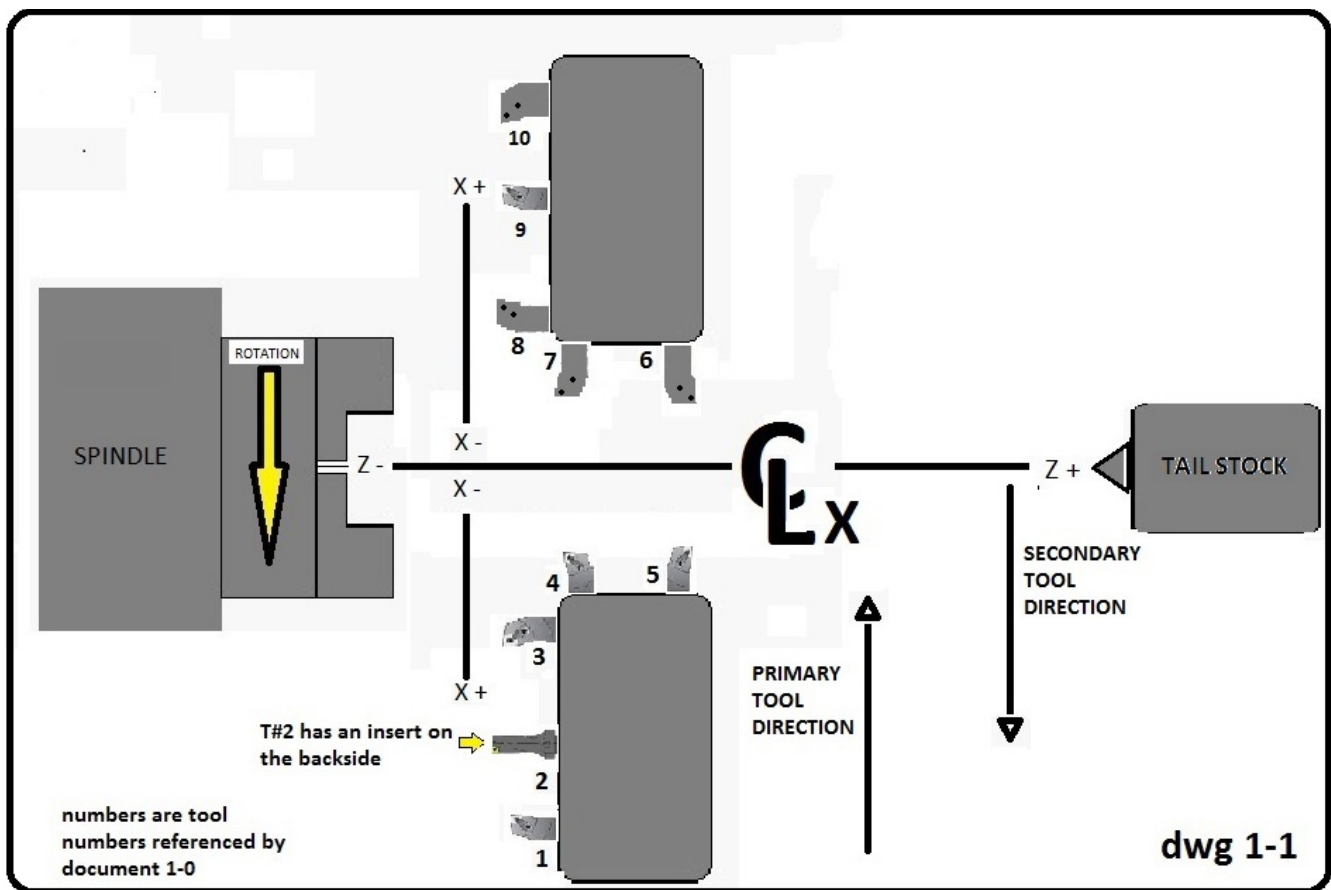 10
X +
9
8
7
6
ROTATION
X -
SPINDLE
Z -
CL X
Z +
TAIL STOCK
X -
SECONDARY
TOOL
DIRECTION
4
5
3
PRIMARY
TOOL
DIRECTION
X +
T#2 has an insert on
the backside
2
numbers are tool
numbers referenced by
document 1-0
1
dwg 1-1